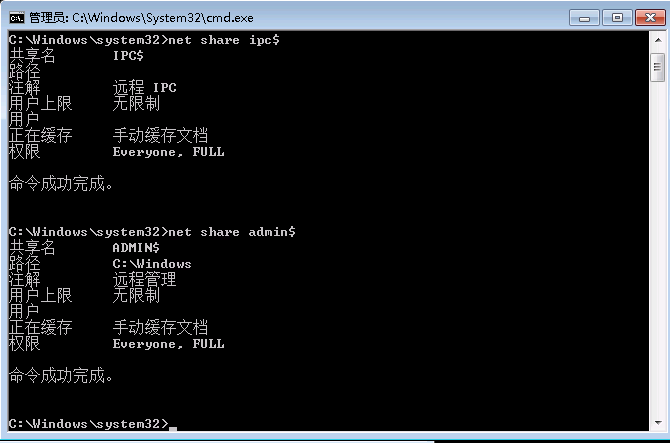 管理员: C:\Windows\System32\cmd.exe
C:\Windows\system32>net share ipc$
共享名 IPC$
路径
注解 远程 IPC
用户上限 无限制
用户
正在缓存 手动缓存文档
权限 Everyone, FULL
命令成功完成。
C:\Windows\system32>net share admin$
共享名 ADMIN$
路径 C:\Windows
注解 远程管理
用户上限 无限制
用户
正在缓存 手动缓存文档
权限 Everyone, FULL
命令成功完成。
C:\Windows\system32>